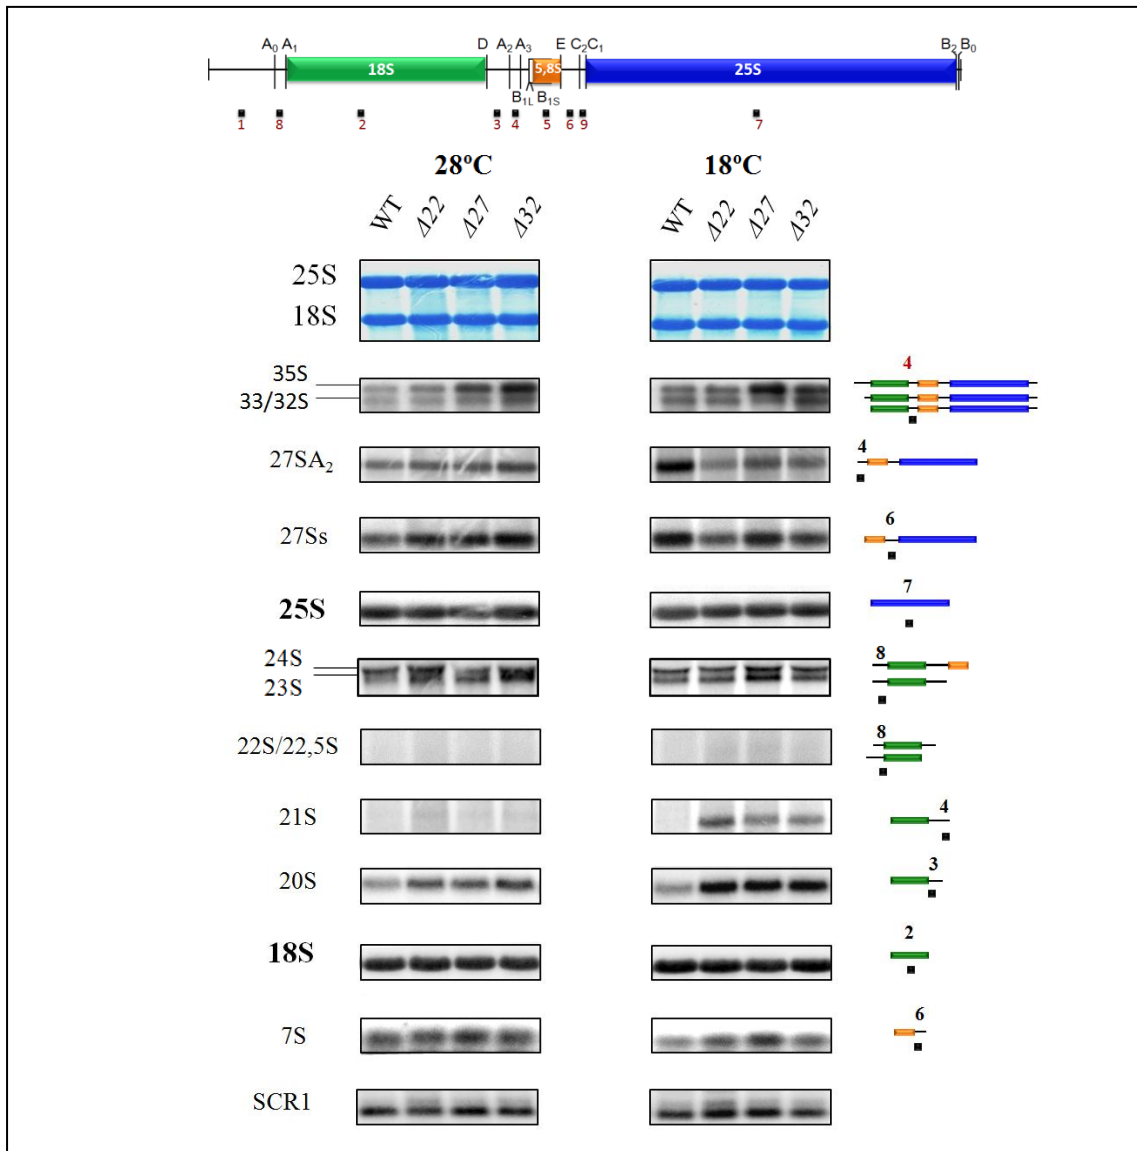 A0 A1 D A2 A3 E C2 C1 B2 B0
18S 5,8S 25S
B1L B1S
1 8 2 3 4 5 6 9 7
28ºC 18ºC
WT Δ22 Δ27 Δ32 WT Δ22 Δ27 Δ32
25S
18S
35S 4
33/32S
27SA2 4
27Ss 6
25S 7
24S 8
23S
22S/22,5S 8
21S 4
20S 3
18S 2
7S 6
SCR1